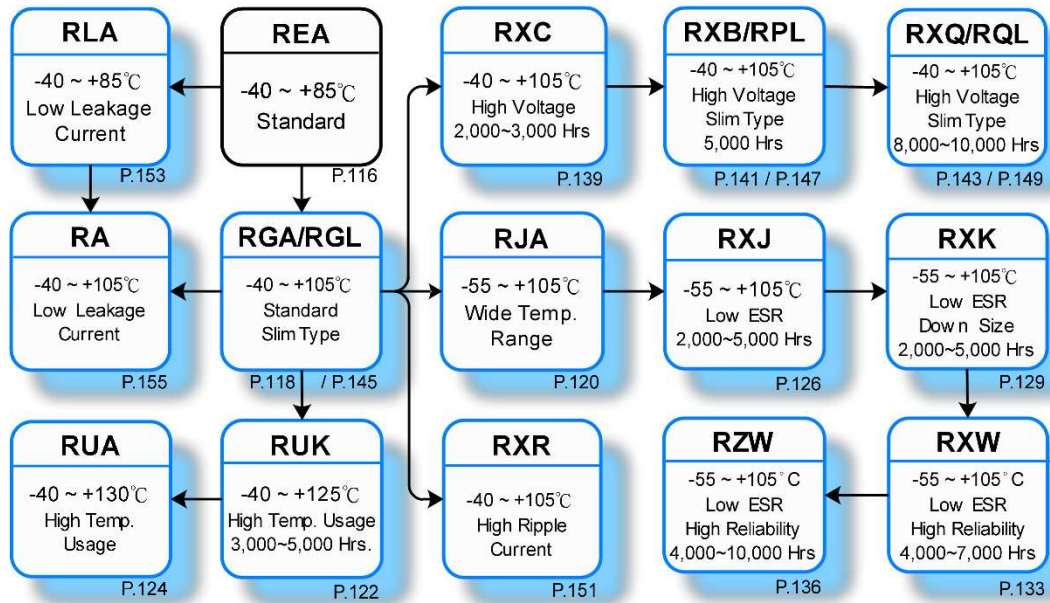 RLA
-40 ~ +85℃
Low Leakage
Current
P.153
REA
-40 ~ +85℃
Standard
P.116
RXC
-40 ~ +105℃
High Voltage
2,000~3,000 Hrs
P.139
RXB/RPL
-40 ~ +105℃
High Voltage
Slim Type
5,000 Hrs
P.141 / P.147
RXQ/RQL
-40 ~ +105℃
High Voltage
Slim Type
8,000~10,000 Hrs
P.143 / P.149
RA
-40 ~ +105℃
Low Leakage
Current
P.155
RGA/RGL
-40 ~ +105℃
Standard
Slim Type
P.118 / P.145
RJA
-55 ~ +105℃
Wide Temp.
Range
P.120
RXJ
-55 ~ +105℃
Low ESR
2,000~5,000 Hrs
P.126
RXK
-55 ~ +105℃
Low ESR
Down Size
2,000~5,000 Hrs
P.129
RUA
-40 ~ +130℃
High Temp.
Usage
P.124
RUK
-40 ~ +125℃
High Temp. Usage
3,000~5,000 Hrs.
P.122
RXR
-40 ~ +105℃
High Ripple
Current
P.151
RZW
-55 ~ +105°C
Low ESR
High Reliability
4,000~10,000 Hrs
P.136
RXW
-55 ~ +105°C
Low ESR
High Reliability
4,000~7,000 Hrs
P.133